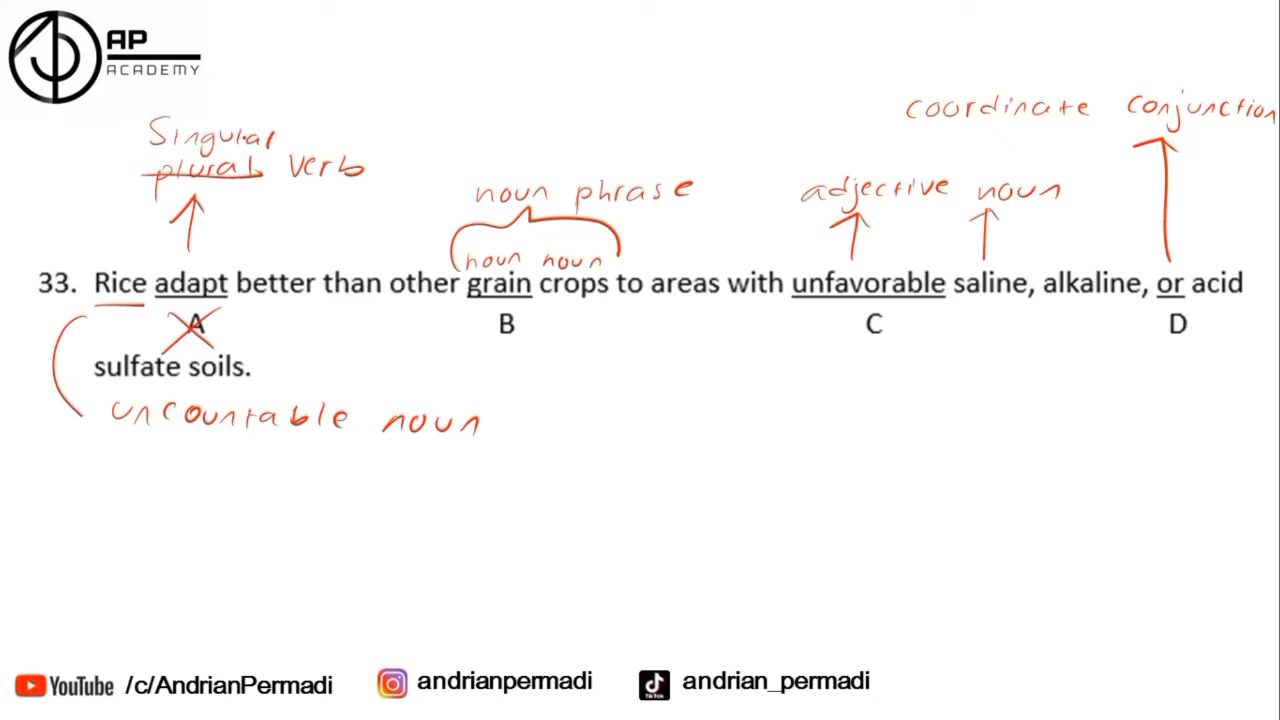 AP
ACADEMY
coordinate conjunction
Singular
plural verb
noun phrase
adjective noun
noun noun
33. Rice adapt better than other grain crops to areas with unfavorable saline, alkaline, or acid
A B C D
sulfate soils.
uncountable noun
YouTube /c/AndrianPermadi andrianpermadi TikTok andrian_permadi